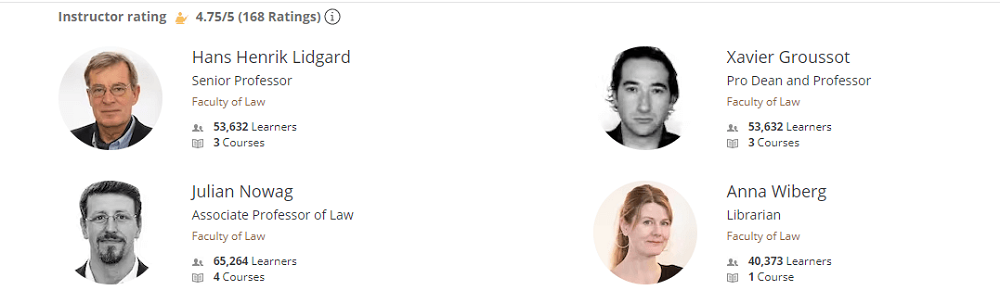 Instructor rating 4.75/5 (168 Ratings)
Hans Henrik Lidgard
Senior Professor
Faculty of Law
53,632 Learners
3 Courses
Xavier Groussot
Pro Dean and Professor
Faculty of Law
53,632 Learners
3 Courses
Julian Nowag
Associate Professor of Law
Faculty of Law
65,264 Learners
4 Courses
Anna Wiberg
Librarian
Faculty of Law
40,373 Learners
1 Course